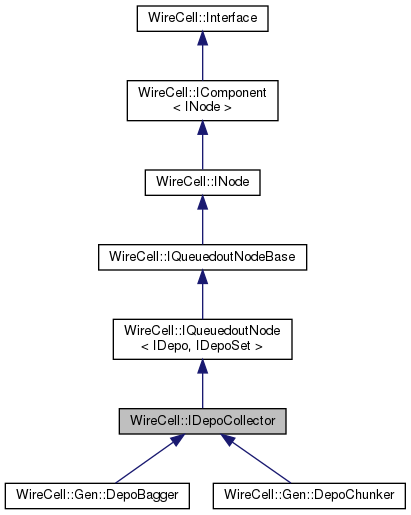 WireCell::Interface
WireCell::IComponent
< INode >
WireCell::INode
WireCell::IQueuedoutNodeBase
WireCell::IQueuedoutNode
< IDepo, IDepoSet >
WireCell::IDepoCollector
WireCell::Gen::DepoBagger
WireCell::Gen::DepoChunker